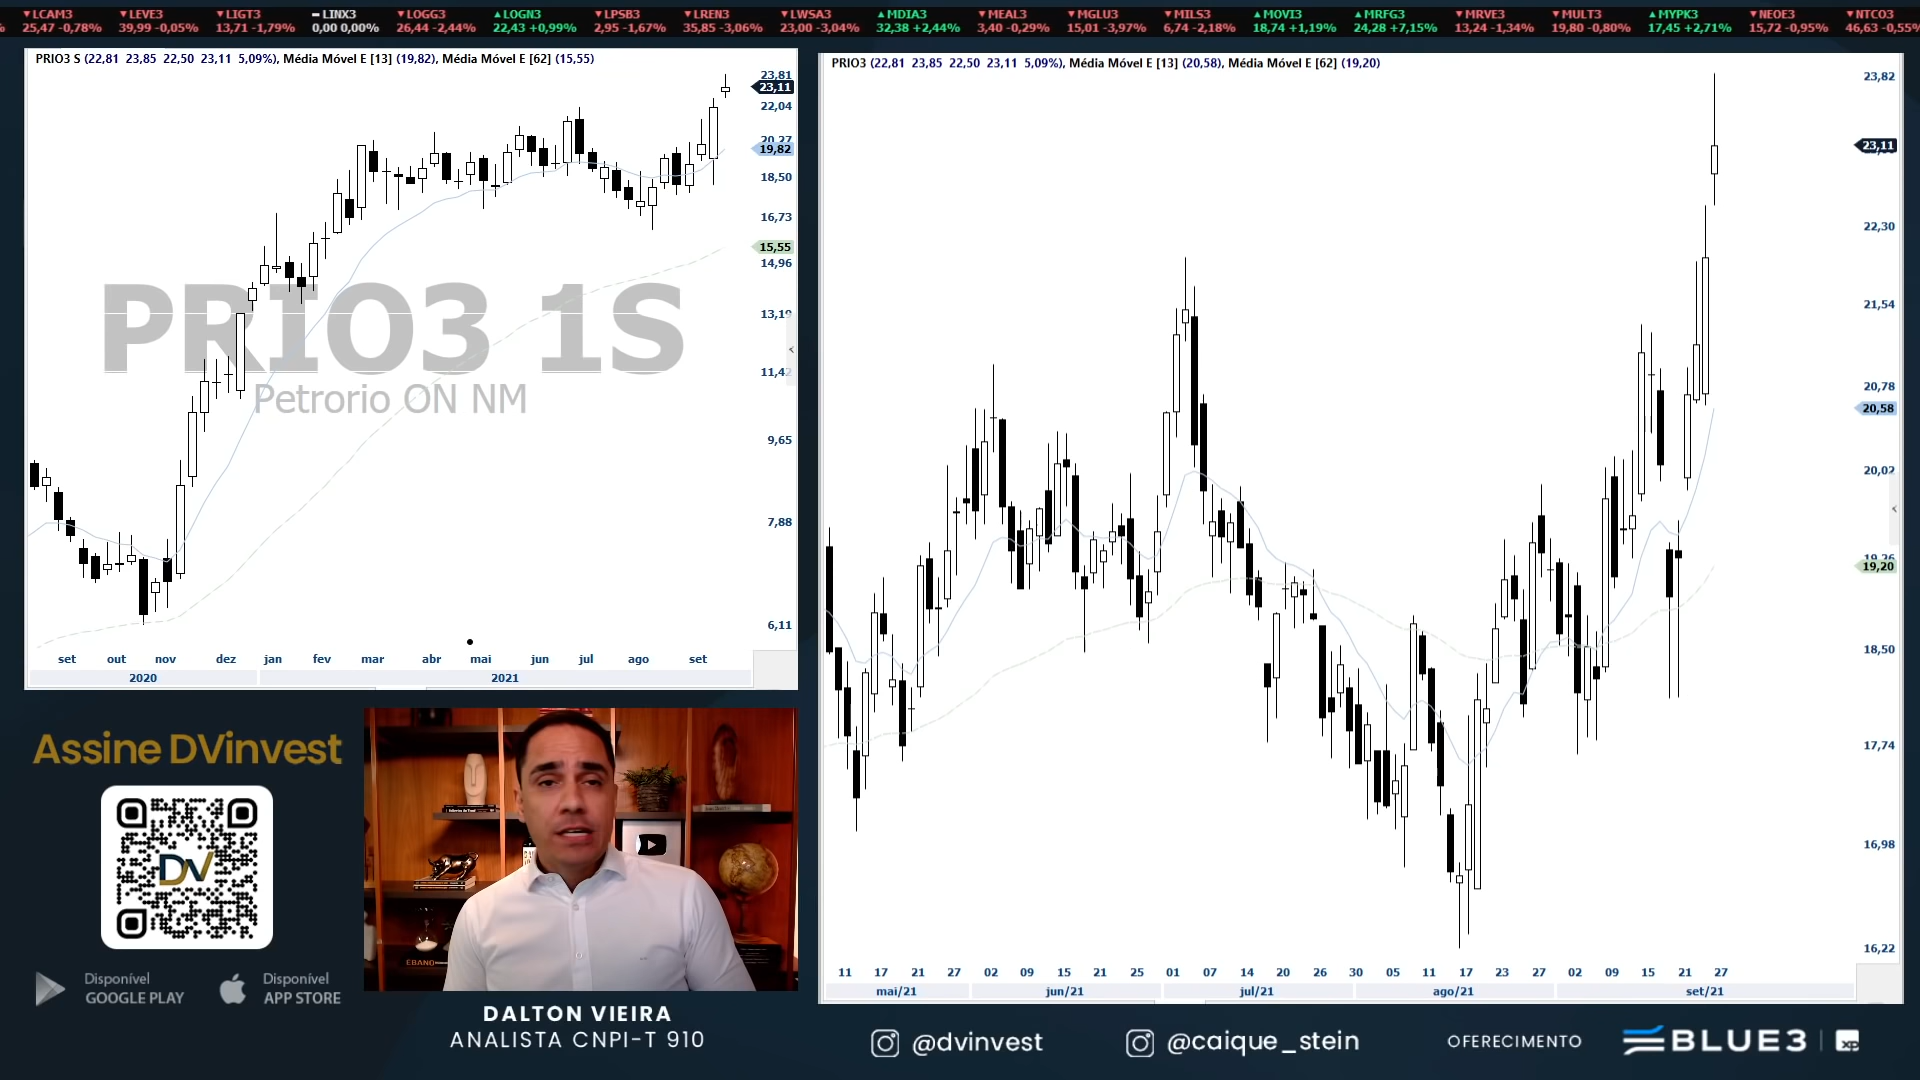 ▼LCAM3 ▼LEVE3 ▼LIGT3 ━LINX3 ▼LOGG3 ▲LOGN3 ▼LPSB3 ▼LREN3 ▼LWSA3 ▲MDIA3 ▼MEAL3 ▼MGLU3 ▼MILS3 ▲MOVI3 ▲MRFG3 ▼MRVE3 ▼MULT3 ▲MYPK3 ▼NEOE3 ▼NTCO3
% 25,47 -0,78% 39,99 -0,05% 13,71 -1,79% 0,00 0,00% 26,44 -2,44% 22,43 +0,99% 2,95 -1,67% 35,85 -3,06% 23,00 -3,04% 32,38 +2,44% 3,40 -0,29% 15,01 -3,97% 6,74 -2,18% 18,74 +1,19% 24,28 +7,15% 13,24 -1,34% 19,80 -0,80% 17,45 +2,71% 15,72 -0,95% 46,63 -0,55%
PRIO3 S (22,81 23,85 22,50 23,11 5,09%), Média Móvel E [13] (19,82), Média Móvel E [62] (15,55)
23,81
23,11
22,04
20,27
19,82
18,50
16,73
15,55
14,96
13,19
11,42
9,65
7,88
6,11
PRIO3 1S
Petrorio ON NM
set out nov dez jan fev mar abr mai jun jul ago set
2020 2021
PRIO3 (22,81 23,85 22,50 23,11 5,09%), Média Móvel E [13] (20,58), Média Móvel E [62] (19,20)
23,82
23,11
22,30
21,54
20,78
20,58
20,02
19,26
19,20
18,50
17,74
16,98
16,22
11 17 21 27 02 09 15 21 25 01 07 14 20 26 30 05 11 17 23 27 02 09 15 21 27
mai/21 jun/21 jul/21 ago/21 set/21
Assine DVinvest
DV
Disponível
GOOGLE PLAY
Disponível
APP STORE
EBANO
DALTON VIEIRA
ANALISTA CNPI-T 910
@dvinvest
@caique_stein
OFERECIMENTO
BLUE3
xp